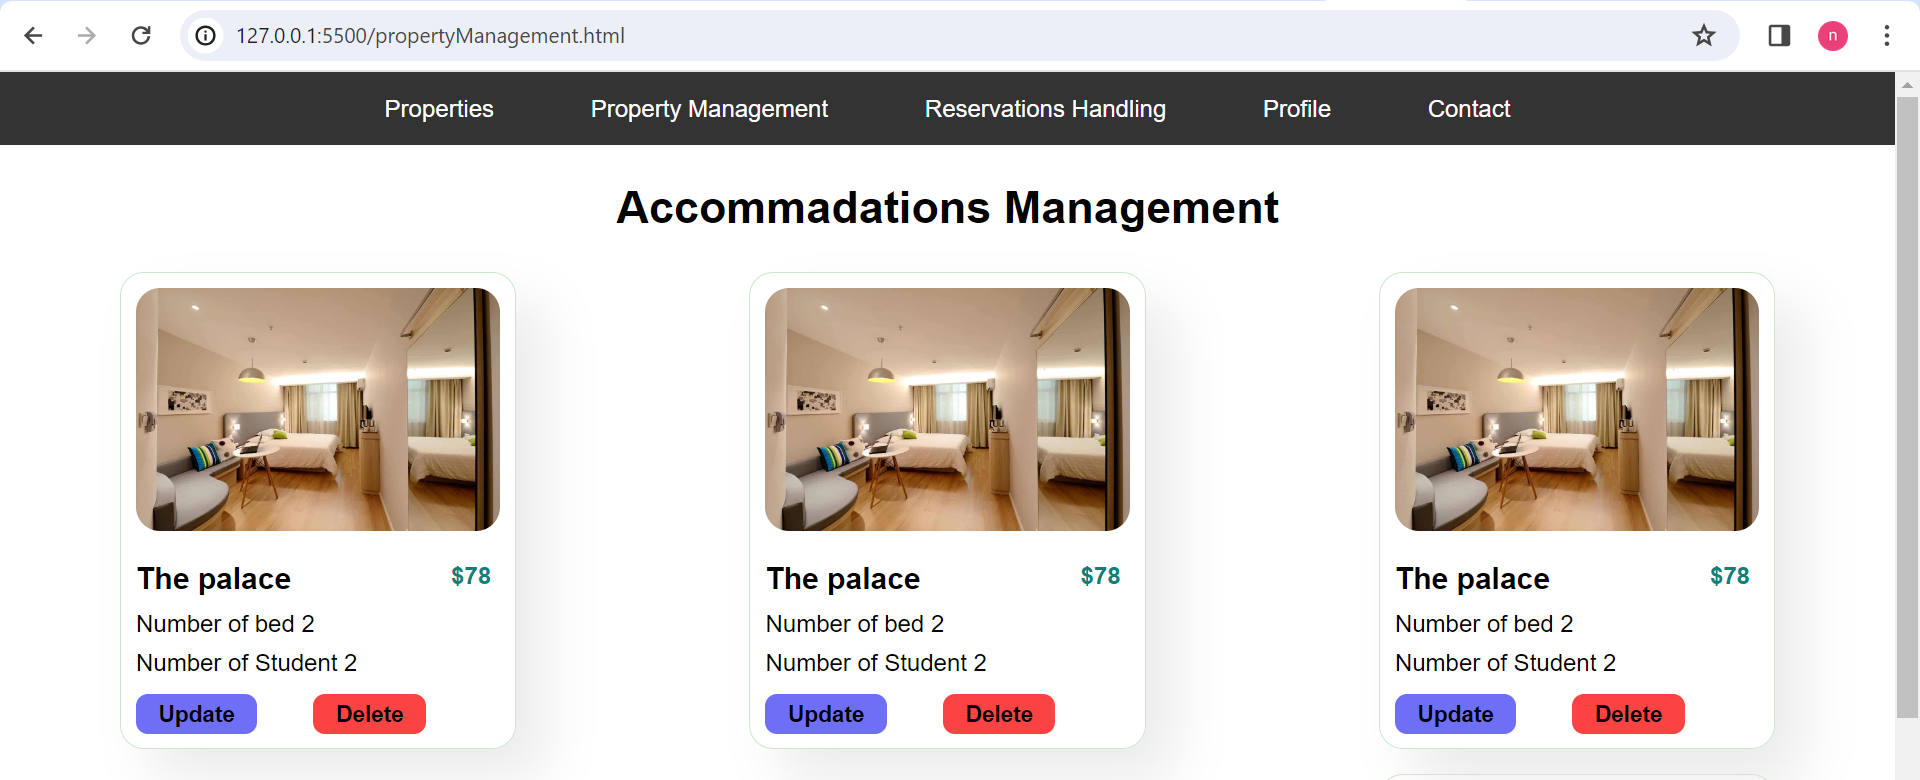 127.0.0.1:5500/propertyManagement.html
n
Properties Property Management Reservations Handling Profile Contact
Accommadations Management
The palace $78
Number of bed 2
Number of Student 2
Update Delete
The palace $78
Number of bed 2
Number of Student 2
Update Delete
The palace $78
Number of bed 2
Number of Student 2
Update Delete